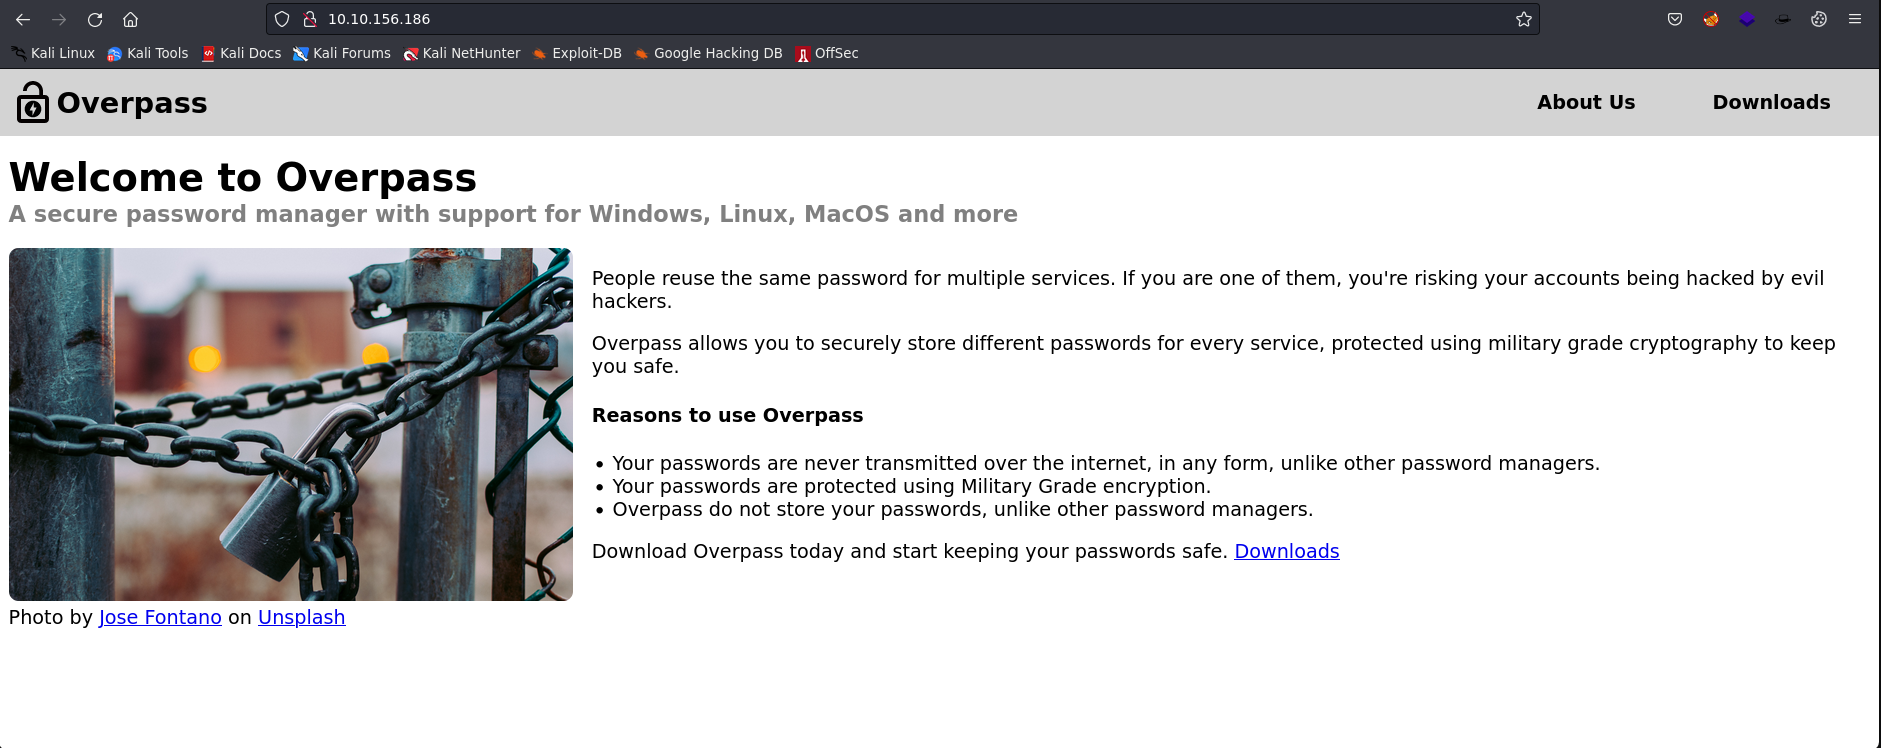 10.10.156.186
Kali Linux Kali Tools Kali Docs Kali Forums Kali NetHunter Exploit-DB Google Hacking DB OffSec
Overpass About Us Downloads
Welcome to Overpass
A secure password manager with support for Windows, Linux, MacOS and more
People reuse the same password for multiple services. If you are one of them, you're risking your accounts being hacked by evil
hackers.
Overpass allows you to securely store different passwords for every service, protected using military grade cryptography to keep
you safe.
Reasons to use Overpass
• Your passwords are never transmitted over the internet, in any form, unlike other password managers.
• Your passwords are protected using Military Grade encryption.
• Overpass do not store your passwords, unlike other password managers.
Download Overpass today and start keeping your passwords safe. Downloads
Photo by Jose Fontano on Unsplash